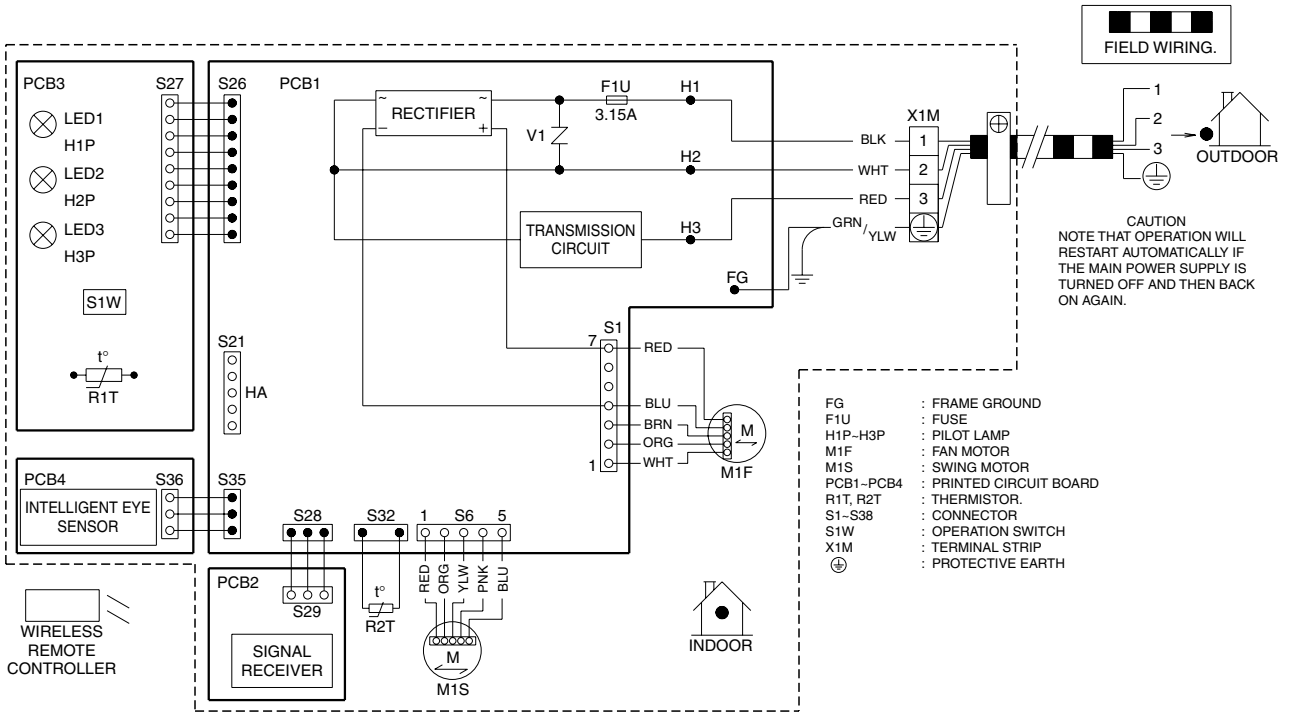 FIELD WIRING.
PCB3
S27
S26
PCB1
LED1
H1P
LED2
H2P
LED3
H3P
S1W
t°
R1T
~ ~
RECTIFIER
− +
V1
F1U
3.15A
H1
H2
TRANSMISSION
CIRCUIT
H3
FG
BLK
WHT
RED
GRN/YLW
X1M
1
2
3
1
2
3
OUTDOOR
CAUTION
NOTE THAT OPERATION WILL
RESTART AUTOMATICALLY IF
THE MAIN POWER SUPPLY IS
TURNED OFF AND THEN BACK
ON AGAIN.
S21
HA
S1
7
1
RED
BLU
BRN
ORG
WHT
M
M1F
PCB4
S36
INTELLIGENT EYE
SENSOR
S35
S28
S32
1 S6 5
RED
ORG
YLW
PNK
BLU
PCB2
S29
SIGNAL
RECEIVER
t°
R2T
M
M1S
WIRELESS
REMOTE
CONTROLLER
INDOOR
FG : FRAME GROUND
F1U : FUSE
H1P~H3P : PILOT LAMP
M1F : FAN MOTOR
M1S : SWING MOTOR
PCB1~PCB4 : PRINTED CIRCUIT BOARD
R1T, R2T : THERMISTOR.
S1~S38 : CONNECTOR
S1W : OPERATION SWITCH
X1M : TERMINAL STRIP
: PROTECTIVE EARTH